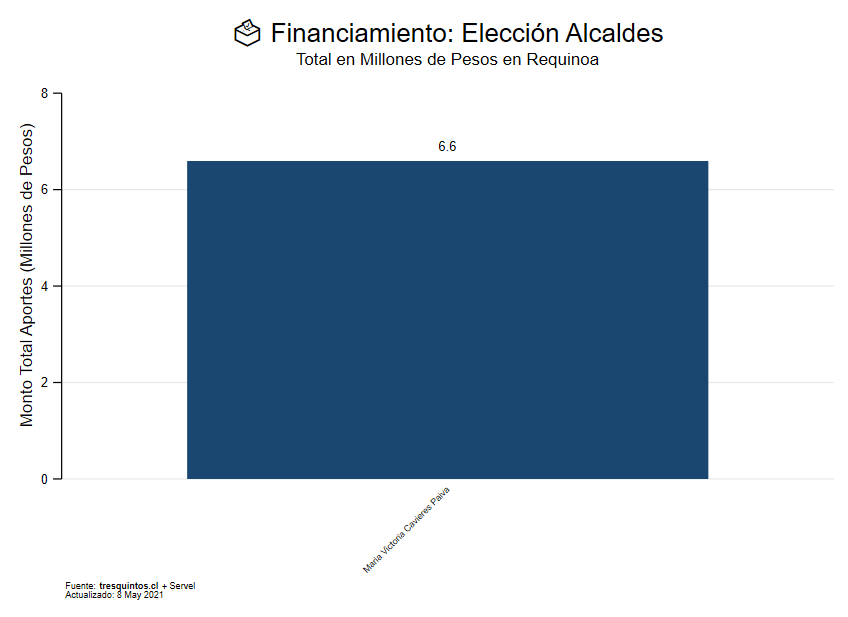 Financiamiento: Elección Alcaldes
Total en Millones de Pesos en Requinoa
Monto Total Aportes (Millones de Pesos)
8
6
4
2
0
6.6
Maria Victoria Cavieres Paiva
Fuente: tresquintos.cl + Servel
Actualizado: 8 May 2021